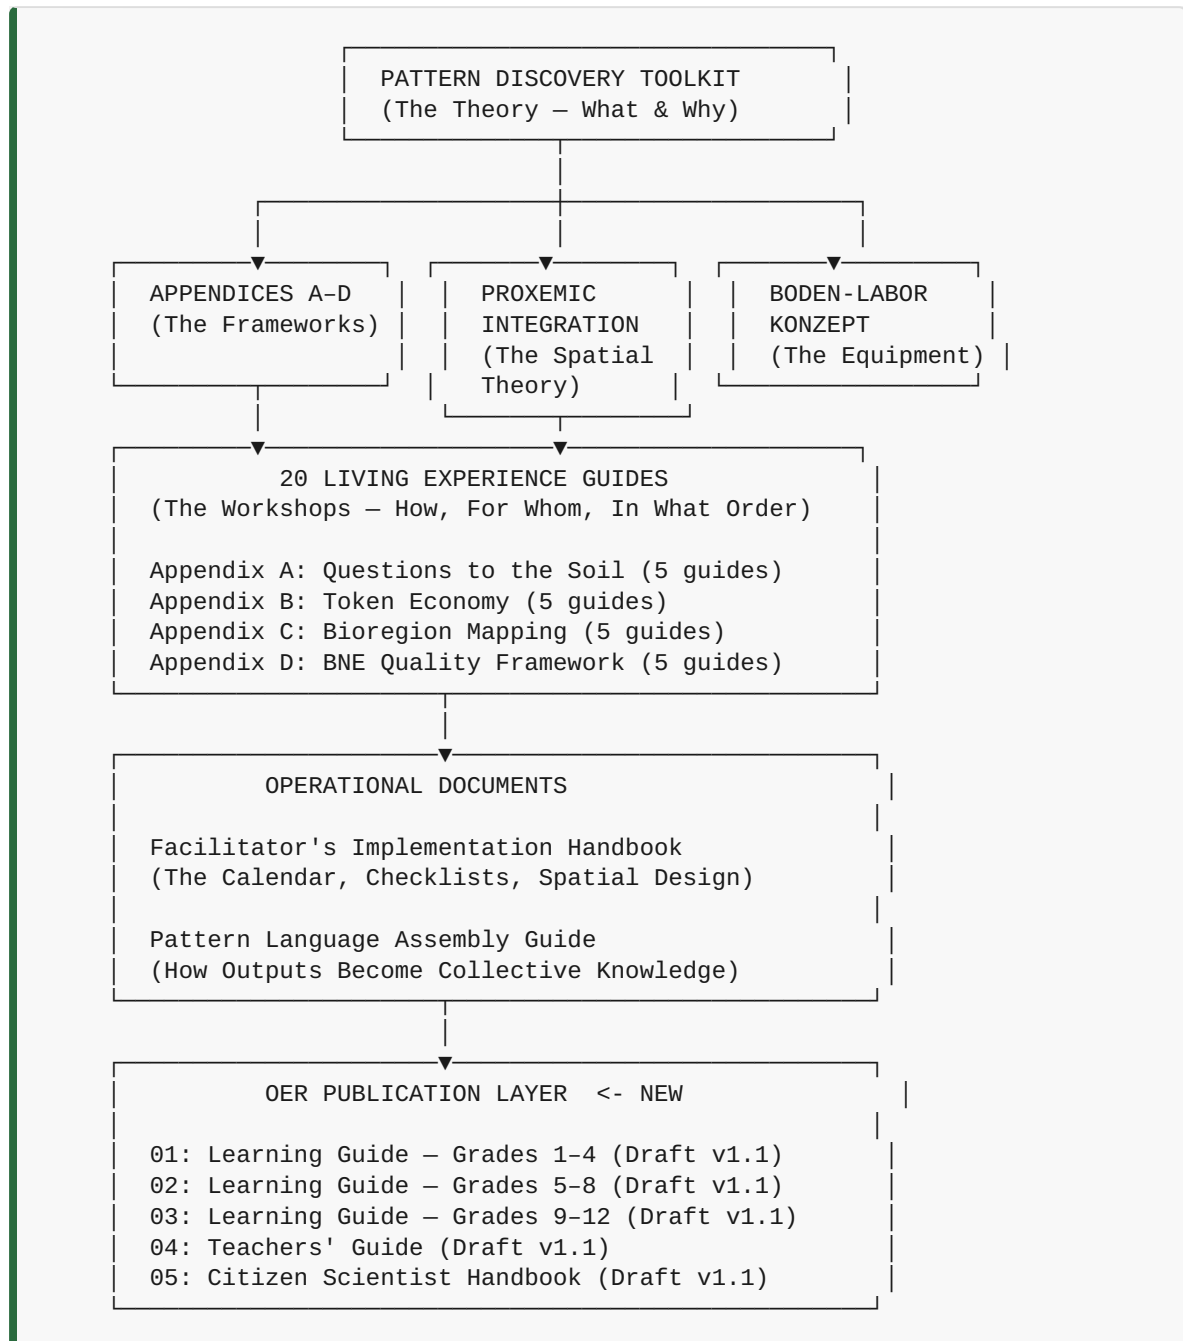 PATTERN DISCOVERY TOOLKIT
(The Theory — What & Why)
APPENDICES A–D
(The Frameworks)
PROXEMIC
INTEGRATION
(The Spatial
Theory)
BODEN-LABOR
KONZEPT
(The Equipment)
20 LIVING EXPERIENCE GUIDES
(The Workshops — How, For Whom, In What Order)
Appendix A: Questions to the Soil (5 guides)
Appendix B: Token Economy (5 guides)
Appendix C: Bioregion Mapping (5 guides)
Appendix D: BNE Quality Framework (5 guides)
OPERATIONAL DOCUMENTS
Facilitator's Implementation Handbook
(The Calendar, Checklists, Spatial Design)
Pattern Language Assembly Guide
(How Outputs Become Collective Knowledge)
OER PUBLICATION LAYER <- NEW
01: Learning Guide — Grades 1–4 (Draft v1.1)
02: Learning Guide — Grades 5–8 (Draft v1.1)
03: Learning Guide — Grades 9–12 (Draft v1.1)
04: Teachers' Guide (Draft v1.1)
05: Citizen Scientist Handbook (Draft v1.1)